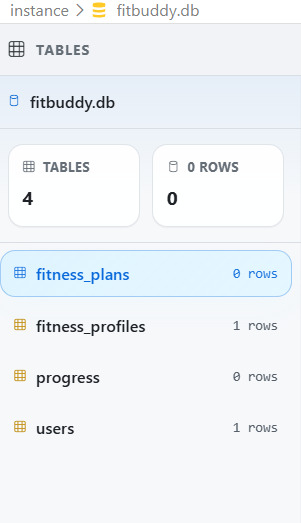 instance > fitbuddy.db
TABLES
fitbuddy.db
TABLES 0 ROWS
4 0
fitness_plans 0 rows
fitness_profiles 1 rows
progress 0 rows
users 1 rows